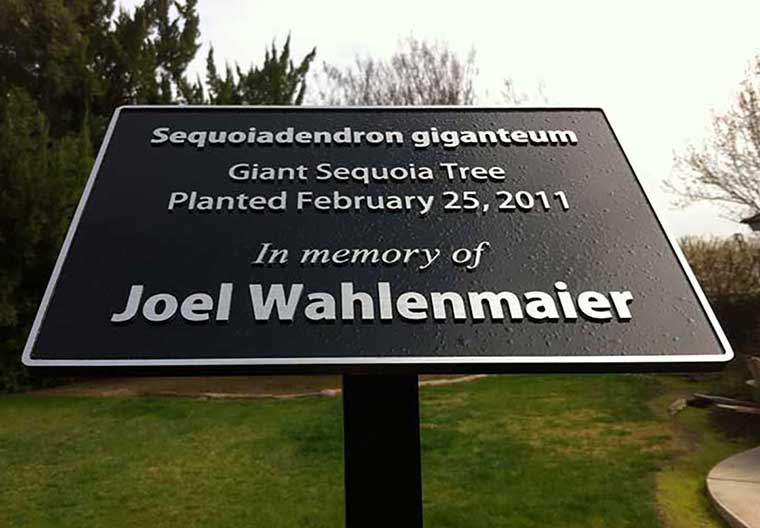 Sequoiadendron giganteum
Giant Sequoia Tree
Planted February 25, 2011
In memory of
Joel Wahlenmaier